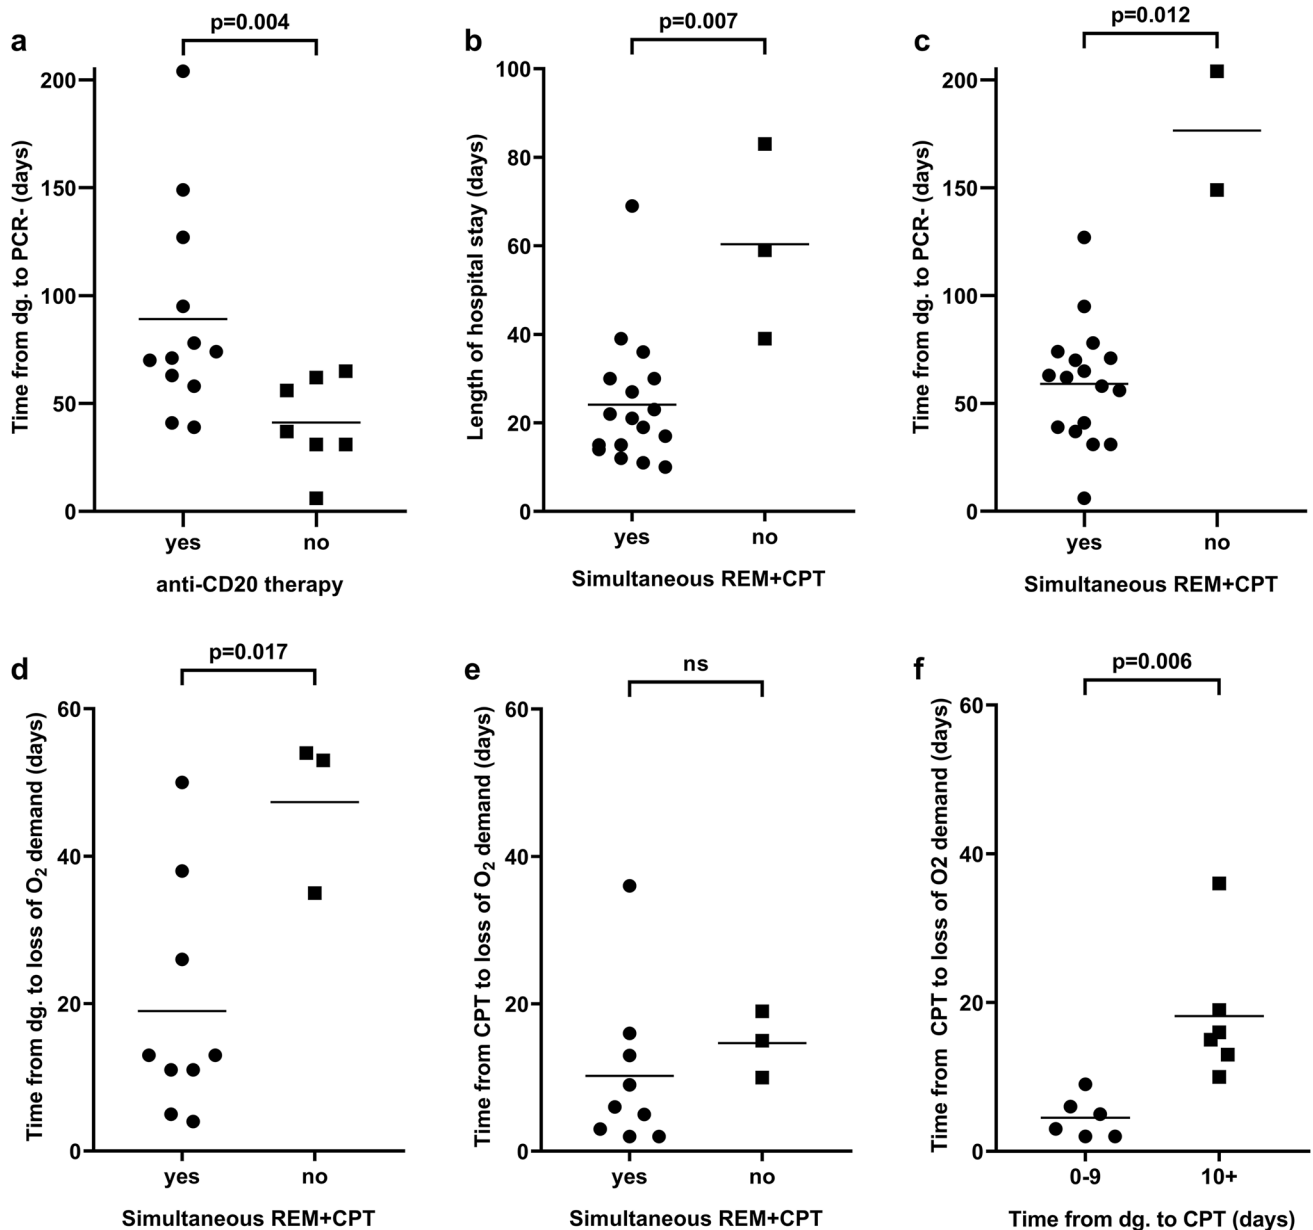 a
p=0.004
Time from dg. to PCR- (days)
200
150
100
50
0
yes
no
anti-CD20 therapy
b
p=0.007
Length of hospital stay (days)
100
80
60
40
20
0
yes
no
Simultaneous REM+CPT
c
p=0.012
Time from dg. to PCR- (days)
200
150
100
50
0
yes
no
Simultaneous REM+CPT
d
p=0.017
Time from dg. to loss of O₂ demand (days)
60
40
20
0
yes
no
Simultaneous REM+CPT
e
ns
Time from CPT to loss of O₂ demand (days)
60
40
20
0
yes
no
Simultaneous REM+CPT
f
p=0.006
Time from CPT to loss of O2 demand (days)
60
40
20
0
0-9
10+
Time from dg. to CPT (days)